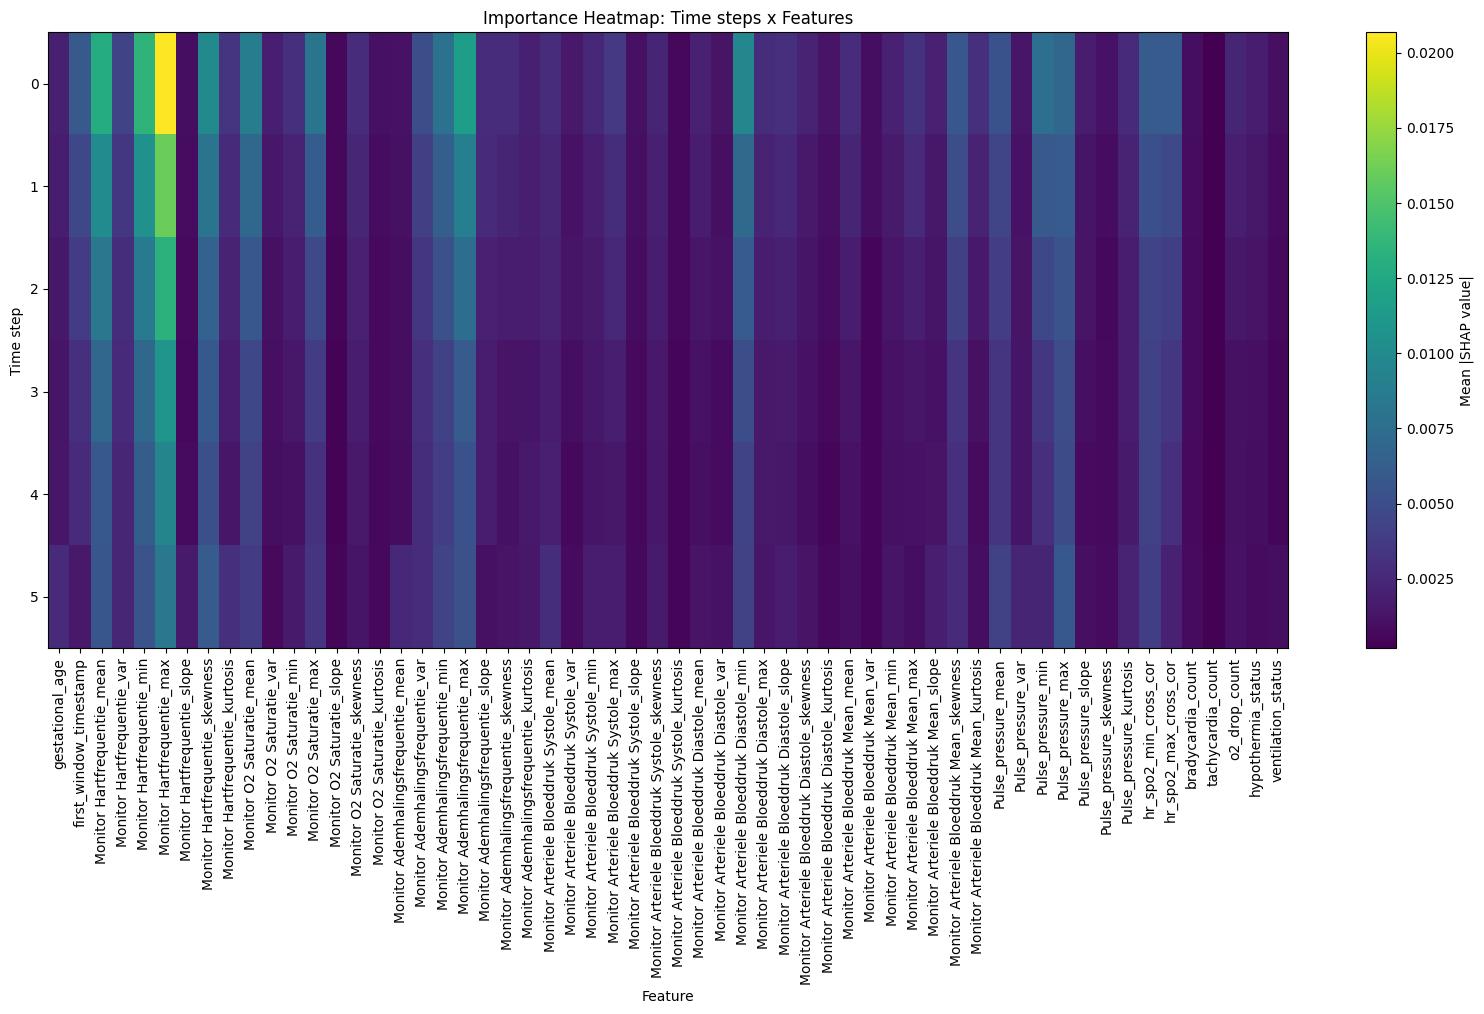 Importance Heatmap: Time steps x Features
Time step
0
1
2
3
4
5
gestational_age
first_window_timestamp
Monitor Hartfrequentie_mean
Monitor Hartfrequentie_var
Monitor Hartfrequentie_min
Monitor Hartfrequentie_max
Monitor Hartfrequentie_slope
Monitor Hartfrequentie_skewness
Monitor Hartfrequentie_kurtosis
Monitor O2 Saturatie_mean
Monitor O2 Saturatie_var
Monitor O2 Saturatie_min
Monitor O2 Saturatie_max
Monitor O2 Saturatie_slope
Monitor O2 Saturatie_skewness
Monitor O2 Saturatie_kurtosis
Monitor Ademhalingsfrequentie_mean
Monitor Ademhalingsfrequentie_var
Monitor Ademhalingsfrequentie_min
Monitor Ademhalingsfrequentie_max
Monitor Ademhalingsfrequentie_slope
Monitor Ademhalingsfrequentie_skewness
Monitor Ademhalingsfrequentie_kurtosis
Monitor Arteriele Bloeddruk Systole_mean
Monitor Arteriele Bloeddruk Systole_var
Monitor Arteriele Bloeddruk Systole_min
Monitor Arteriele Bloeddruk Systole_max
Monitor Arteriele Bloeddruk Systole_slope
Monitor Arteriele Bloeddruk Systole_skewness
Monitor Arteriele Bloeddruk Systole_kurtosis
Monitor Arteriele Bloeddruk Diastole_mean
Monitor Arteriele Bloeddruk Diastole_var
Monitor Arteriele Bloeddruk Diastole_min
Monitor Arteriele Bloeddruk Diastole_max
Monitor Arteriele Bloeddruk Diastole_slope
Monitor Arteriele Bloeddruk Diastole_skewness
Monitor Arteriele Bloeddruk Diastole_kurtosis
Monitor Arteriele Bloeddruk Mean_mean
Monitor Arteriele Bloeddruk Mean_var
Monitor Arteriele Bloeddruk Mean_min
Monitor Arteriele Bloeddruk Mean_max
Monitor Arteriele Bloeddruk Mean_slope
Monitor Arteriele Bloeddruk Mean_skewness
Monitor Arteriele Bloeddruk Mean_kurtosis
Pulse_pressure_mean
Pulse_pressure_var
Pulse_pressure_min
Pulse_pressure_max
Pulse_pressure_slope
Pulse_pressure_skewness
Pulse_pressure_kurtosis
hr_spo2_min_cross_cor
hr_spo2_max_cross_cor
bradycardia_count
tachycardia_count
o2_drop_count
hypothermia_status
ventilation_status
Feature
0.0200
0.0175
0.0150
0.0125
0.0100
0.0075
0.0050
0.0025
Mean |SHAP value|